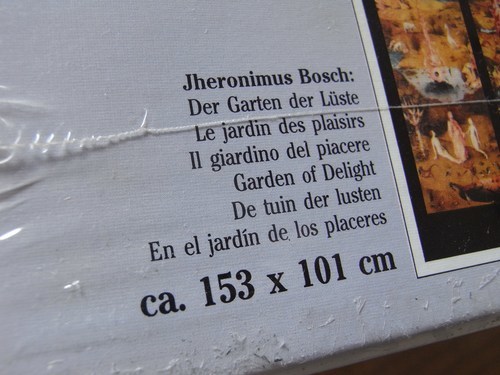 Jheronimus Bosch:
Der Garten der Lüste
Le jardin des plaisirs
Il giardino del piacere
Garden of Delight
De tuin der lusten
En el jardín de los placeres
ca. 153 x 101 cm